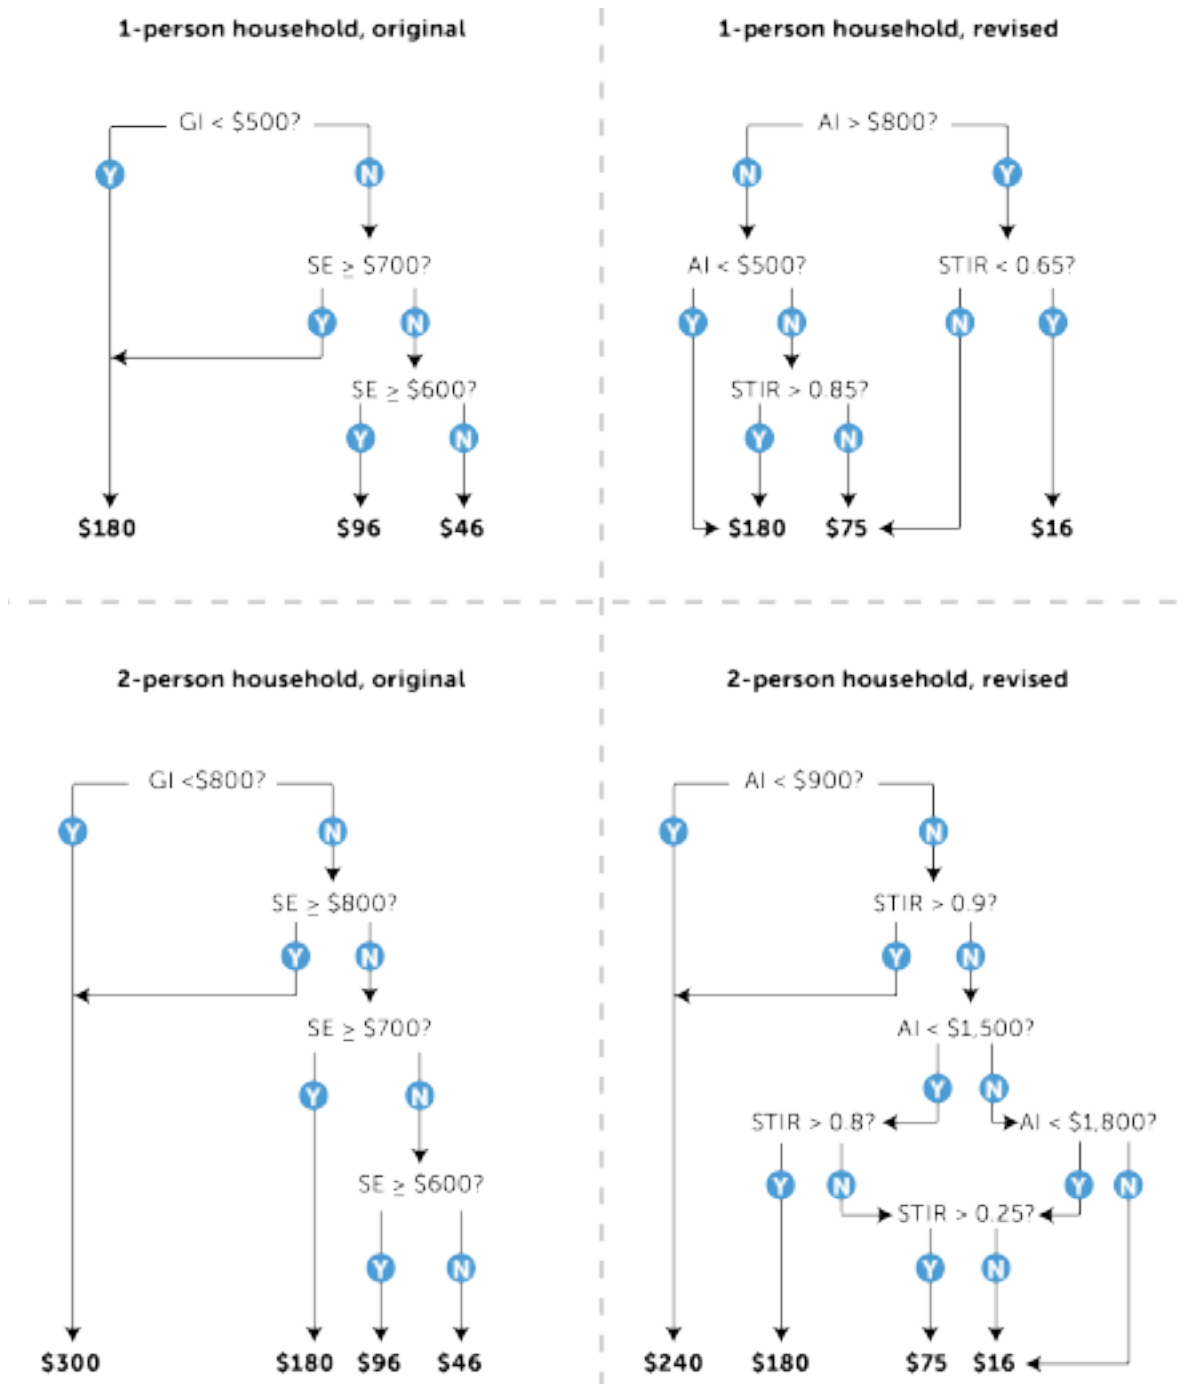 1-person household, original
GI < $500?
Y
N
SE ≥ $700?
Y
N
SE ≥ $600?
Y
N
$180
$96
$46
1-person household, revised
AI > $800?
N
Y
AI < $500?
STIR < 0.65?
Y
N
N
Y
STIR > 0.85?
Y
N
$180
$75
$16
2-person household, original
GI <$800?
Y
N
SE ≥ $800?
Y
N
SE ≥ $700?
Y
N
SE ≥ $600?
Y
N
$300
$180
$96
$46
2-person household, revised
AI < $900?
Y
N
STIR > 0.9?
Y
N
AI < $1,500?
Y
N
STIR > 0.8?
AI < $1,800?
Y
N
Y
N
STIR > 0.25?
Y
N
$240
$180
$75
$16